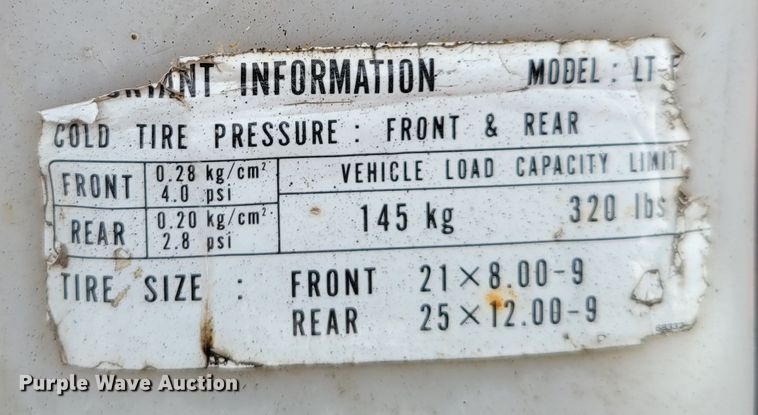 INFORMATION MODEL : LT-F
COLD TIRE PRESSURE : FRONT & REAR
FRONT 0.28 kg/cm² 4.0 psi
VEHICLE LOAD CAPACITY LIMIT
REAR 0.20 kg/cm² 2.8 psi
145 kg 320 lbs
TIRE SIZE : FRONT 21×8.00-9
REAR 25×12.00-9
Purple Wave Auction